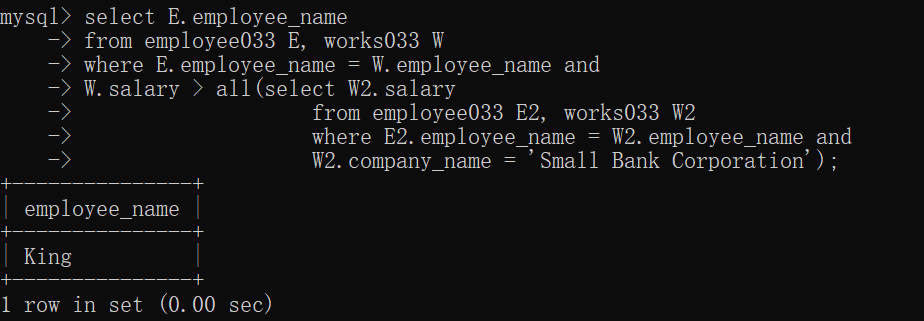 mysql> select E.employee_name
    -> from employee033 E, works033 W
    -> where E.employee_name = W.employee_name and
    -> W.salary > all(select W2.salary
    ->                from employee033 E2, works033 W2
    ->                where E2.employee_name = W2.employee_name and
    ->                W2.company_name = 'Small Bank Corporation');
+---------------+
| employee_name |
+---------------+
| King          |
+---------------+
1 row in set (0.00 sec)